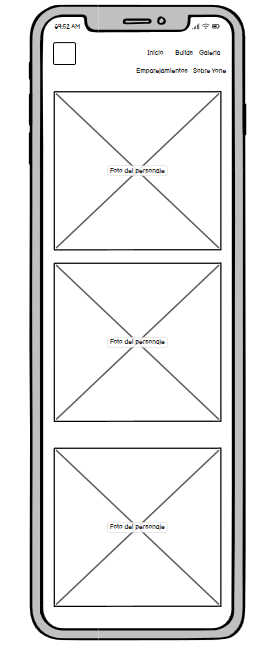 9:52 AM
Inicio Builds Galeria
Emparejamientos Sobre Yone
Foto del personaje
Foto del personaje
Foto del personaje